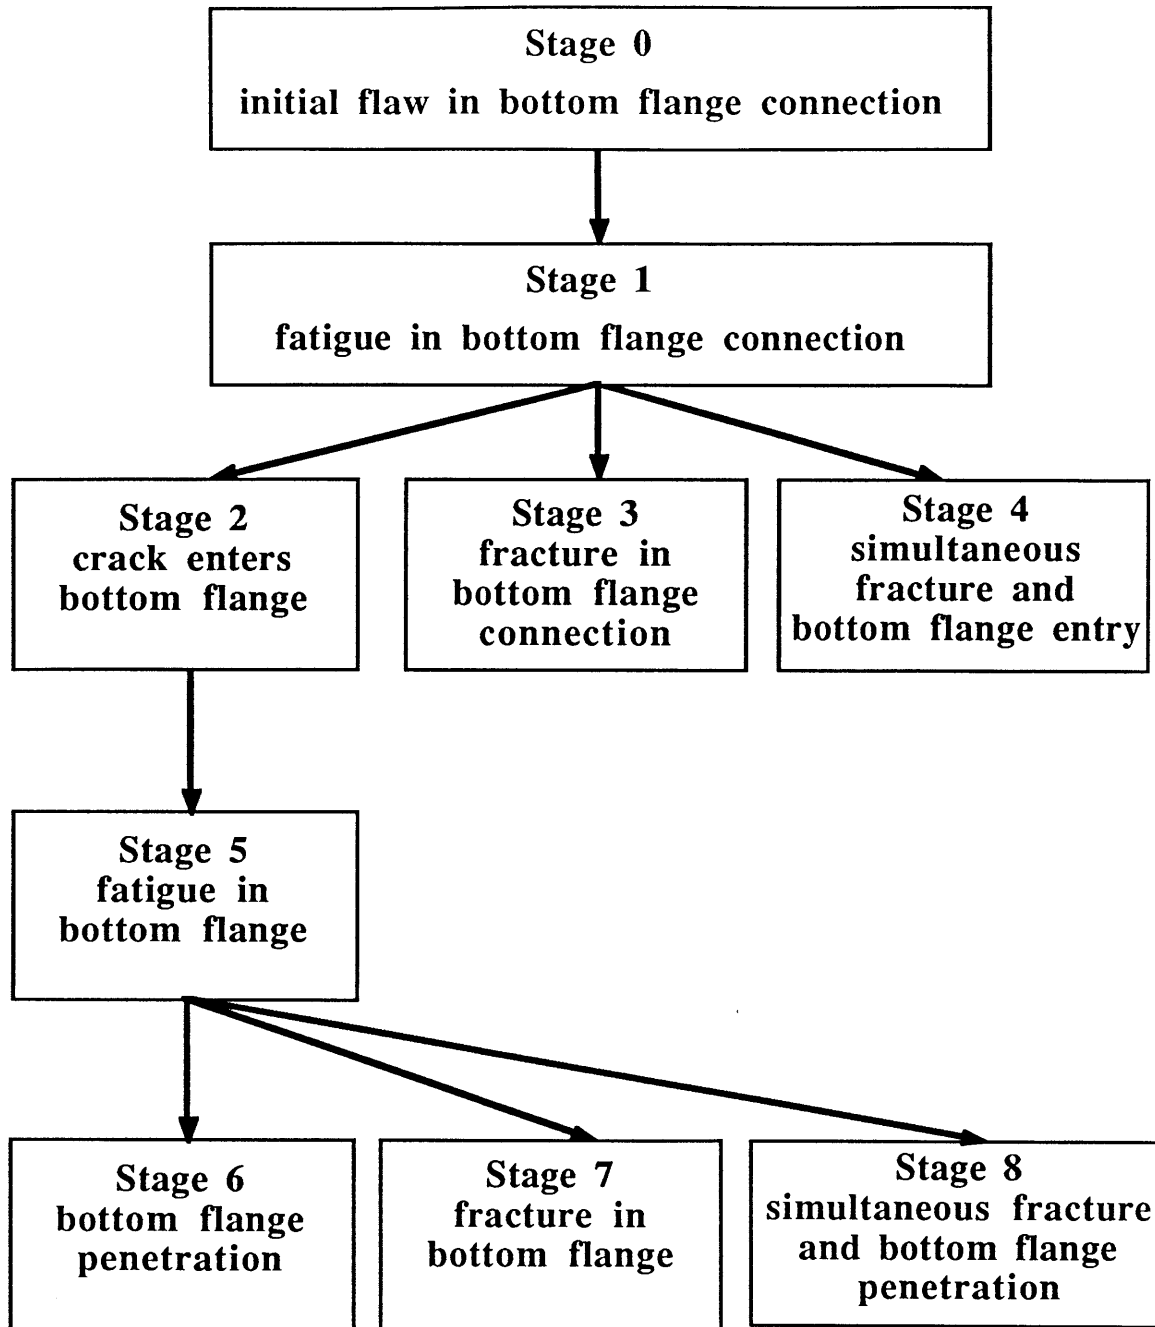 Stage 0
initial flaw in bottom flange connection
Stage 1
fatigue in bottom flange connection
Stage 2
crack enters
bottom flange
Stage 3
fracture in
bottom flange
connection
Stage 4
simultaneous
fracture and
bottom flange entry
Stage 5
fatigue in
bottom flange
Stage 6
bottom flange
penetration
Stage 7
fracture in
bottom flange
Stage 8
simultaneous fracture
and bottom flange
penetration